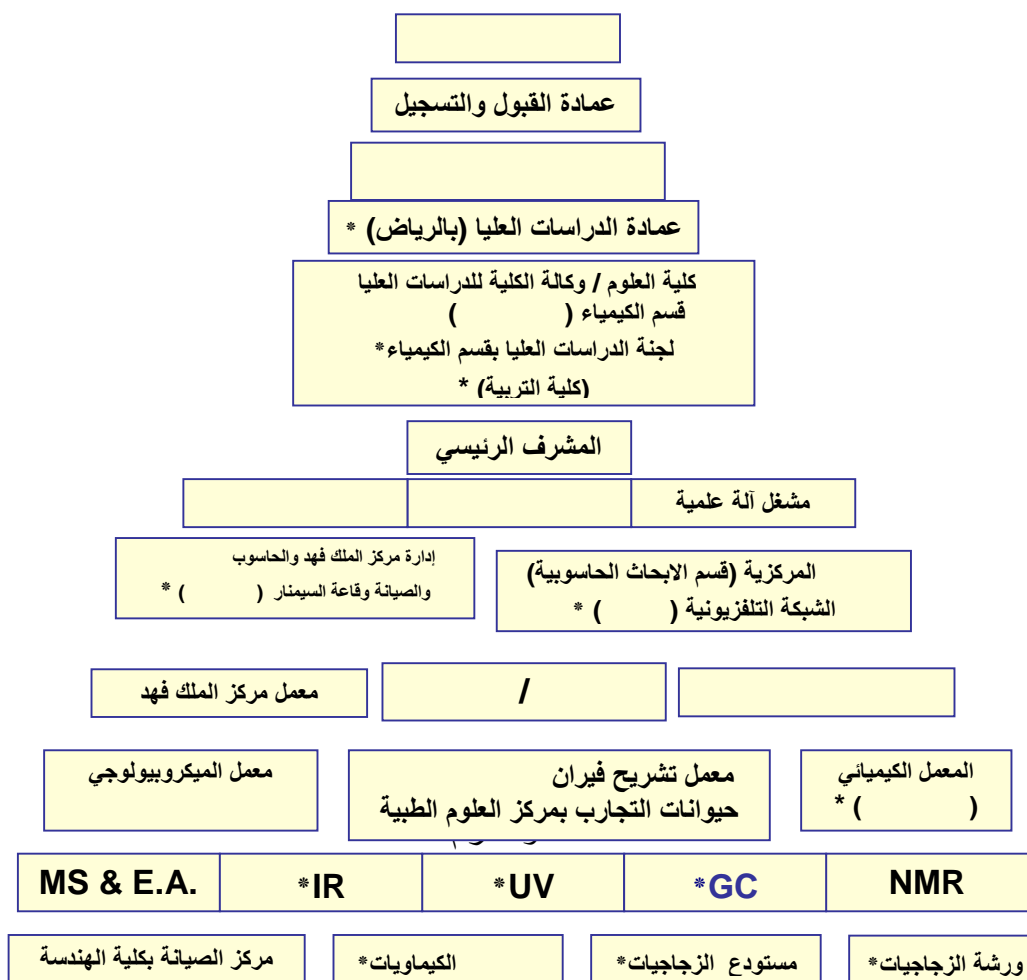 عمادة القبول والتسجيل
عمادة الدراسات العليا (بالرياض) *
كلية العلوم / وكالة الكلية للدراسات العليا
قسم الكيمياء ( )
لجنة الدراسات العليا بقسم الكيمياء*
(كلية التربية) *
المشرف الرئيسي
مشغل آلة علمية
المركزية (قسم الابحاث الحاسوبية)
الشبكة التلفزيونية ( ) *
إدارة مركز الملك فهد والحاسوب
والصيانة وقاعة السيمنار ( ) *
/
معمل مركز الملك فهد
المعمل الكيميائي
( ) *
معمل تشريح فيران
حيوانات التجارب بمركز العلوم الطبية
معمل الميكروبيولوجي
NMR
GC*
UV*
IR*
MS & E.A.
ورشة الزجاجيات*
مستودع الزجاجيات*
الكيماويات*
مركز الصيانة بكلية الهندسة